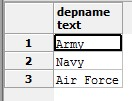 depname
text
1 Army
2 Navy
3 Air Force